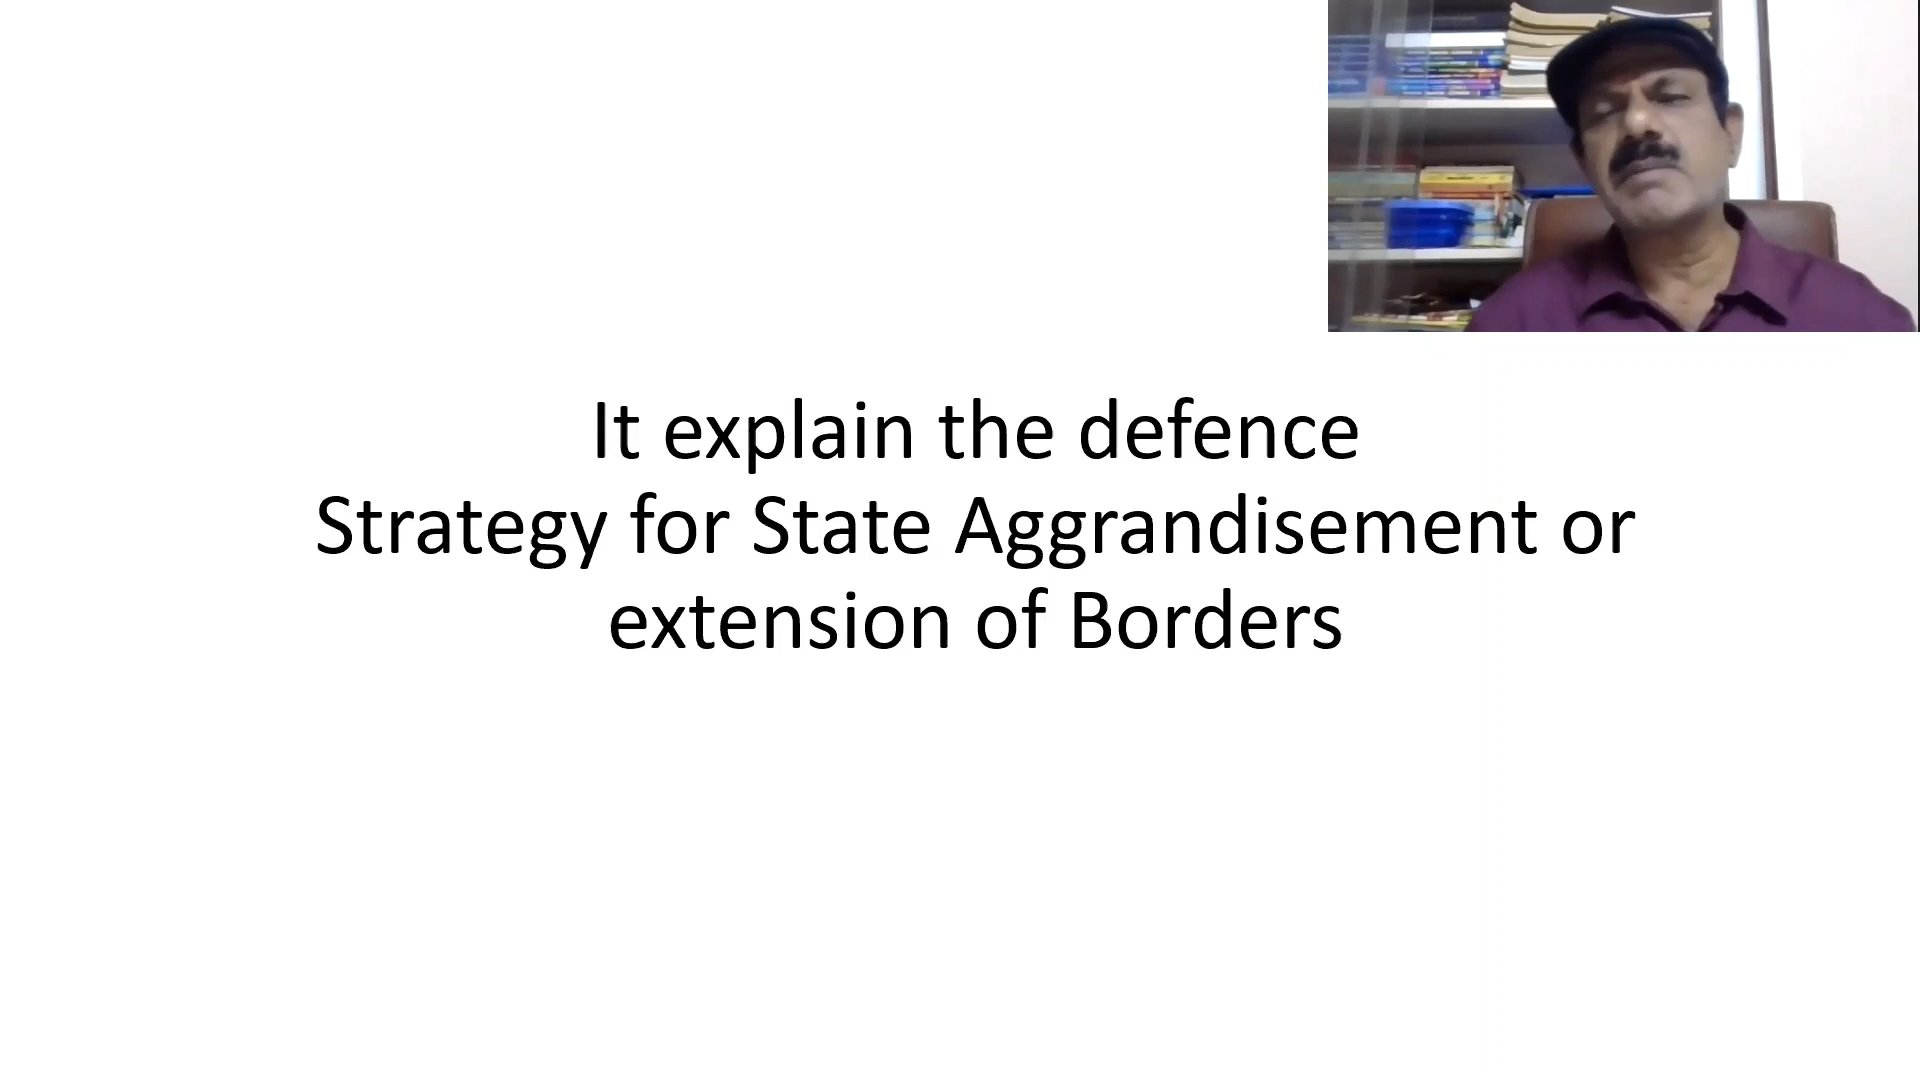 It explain the defence
Strategy for State Aggrandisement or
extension of Borders